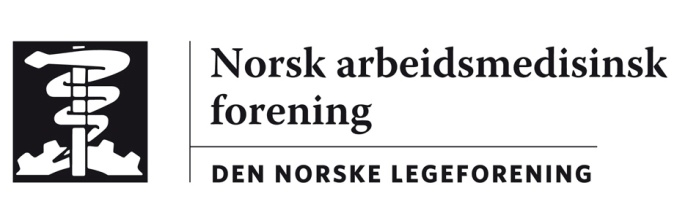 Norsk arbeidsmedisinsk
forening
DEN NORSKE LEGEFORENING